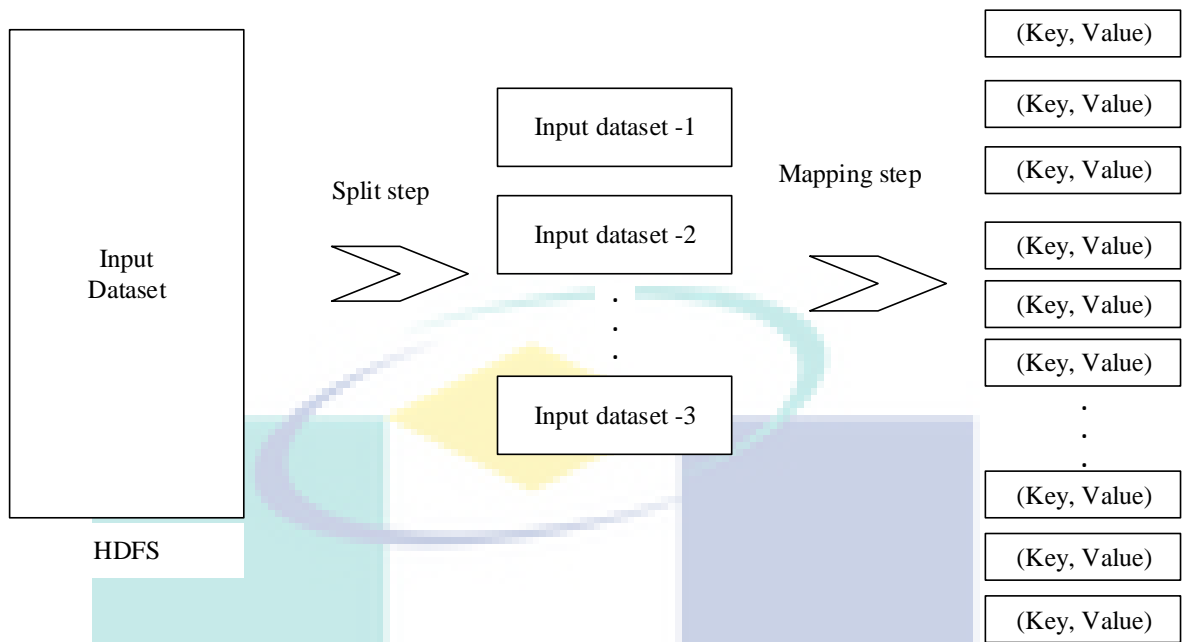 Input
Dataset
HDFS
Split step
Input dataset -1
Input dataset -2
.
.
.
Input dataset -3
Mapping step
(Key, Value)
(Key, Value)
(Key, Value)
(Key, Value)
(Key, Value)
(Key, Value)
.
.
.
(Key, Value)
(Key, Value)
(Key, Value)